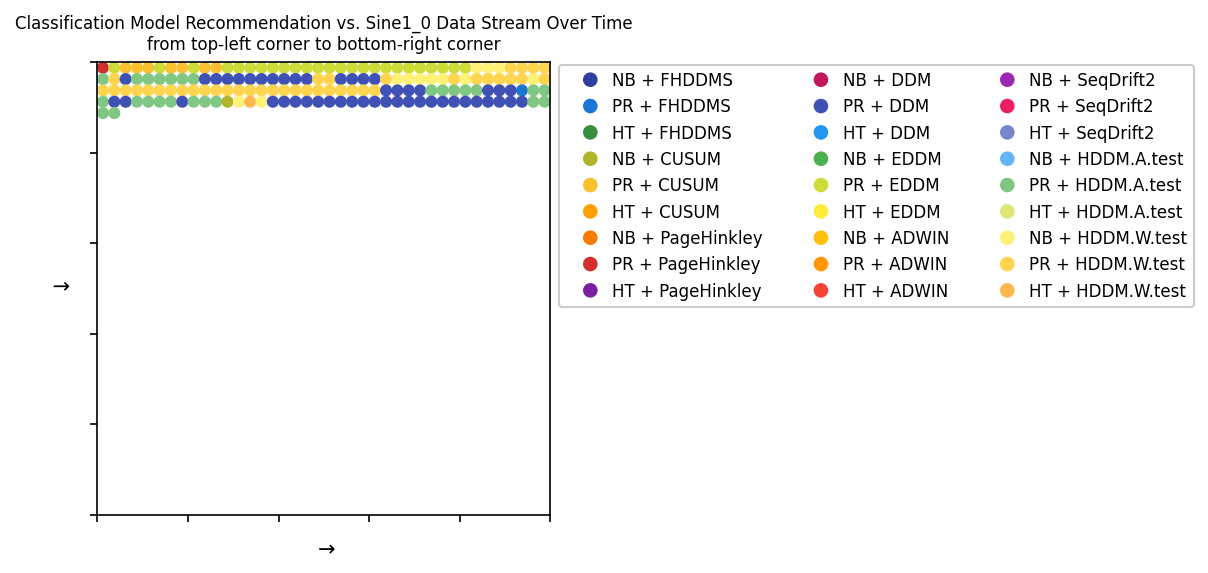 Classification Model Recommendation vs. Sine1_0 Data Stream Over Time
from top-left corner to bottom-right corner
NB + FHDDMS
PR + FHDDMS
HT + FHDDMS
NB + CUSUM
PR + CUSUM
HT + CUSUM
NB + PageHinkley
PR + PageHinkley
HT + PageHinkley
NB + DDM
PR + DDM
HT + DDM
NB + EDDM
PR + EDDM
HT + EDDM
NB + ADWIN
PR + ADWIN
HT + ADWIN
NB + SeqDrift2
PR + SeqDrift2
HT + SeqDrift2
NB + HDDM.A.test
PR + HDDM.A.test
HT + HDDM.A.test
NB + HDDM.W.test
PR + HDDM.W.test
HT + HDDM.W.test
→
→